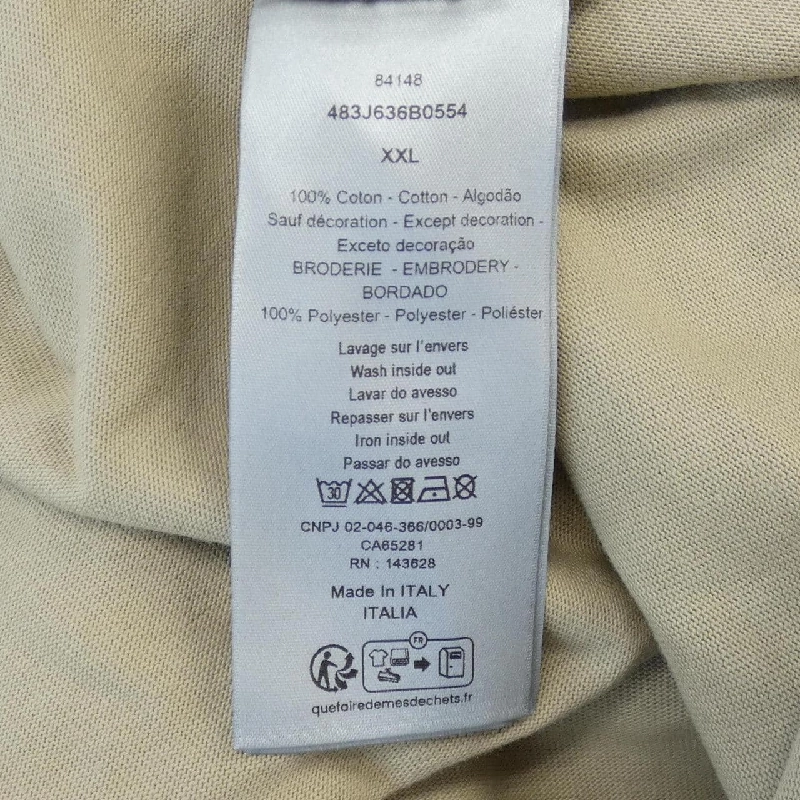 84148
483J636B0554
XXL
100% Coton - Cotton - Algodão
Sauf décoration - Except decoration -
Exceto decoração
BRODERIE - EMBRODERY -
BORDADO
100% Polyester - Polyester - Poliéster
Lavage sur l'envers
Wash inside out
Lavar do avesso
Repasser sur l'envers
Iron inside out
Passar do avesso
30
CNPJ 02-046-366/0003-99
CA65281
RN : 143628
Made In ITALY
ITALIA
FR
quefairedemesdechets.fr